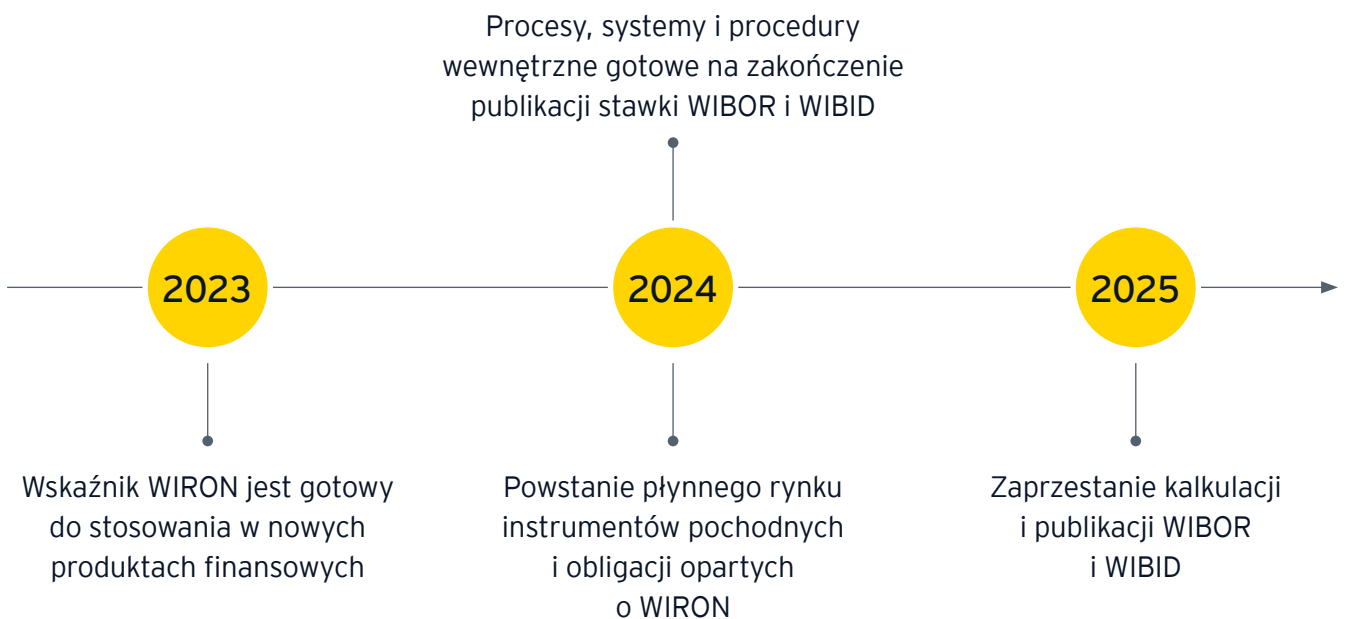 Procesy, systemy i procedury
wewnętrzne gotowe na zakończenie
publikacji stawki WIBOR i WIBID
2023
2024
2025
Wskaźnik WIRON jest gotowy
do stosowania w nowych
produktach finansowych
Powstanie płynnego rynku
instrumentów pochodnych
i obligacji opartych
o WIRON
Zaprzestanie kalkulacji
i publikacji WIBOR
i WIBID